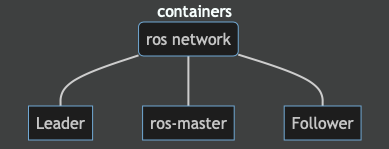 containers
ros network
Leader
ros-master
Follower